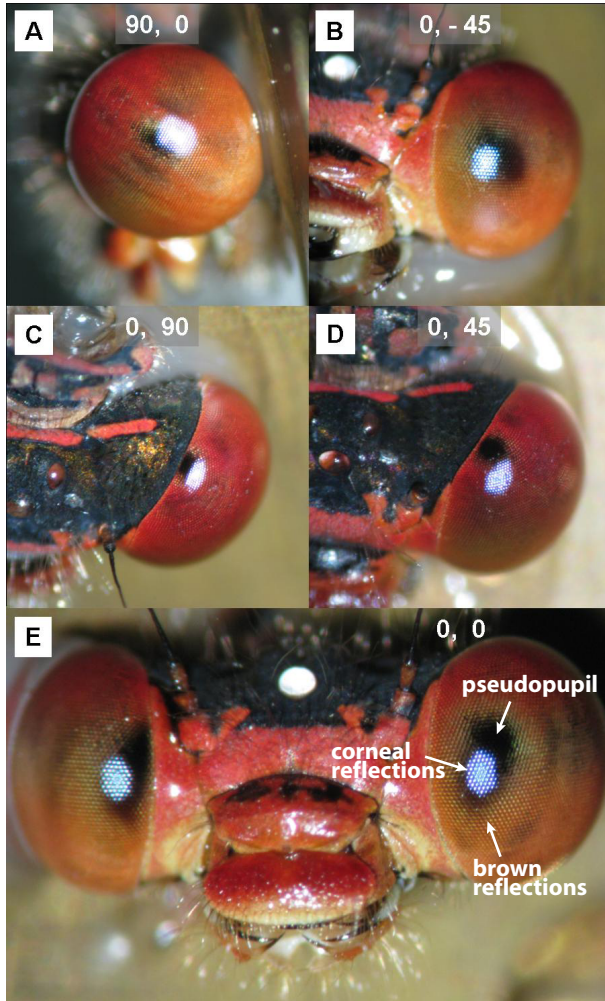 A
90, 0
B
0, - 45
C
0, 90
D
0, 45
E
0, 0
pseudopupil
corneal
reflections
brown
reflections